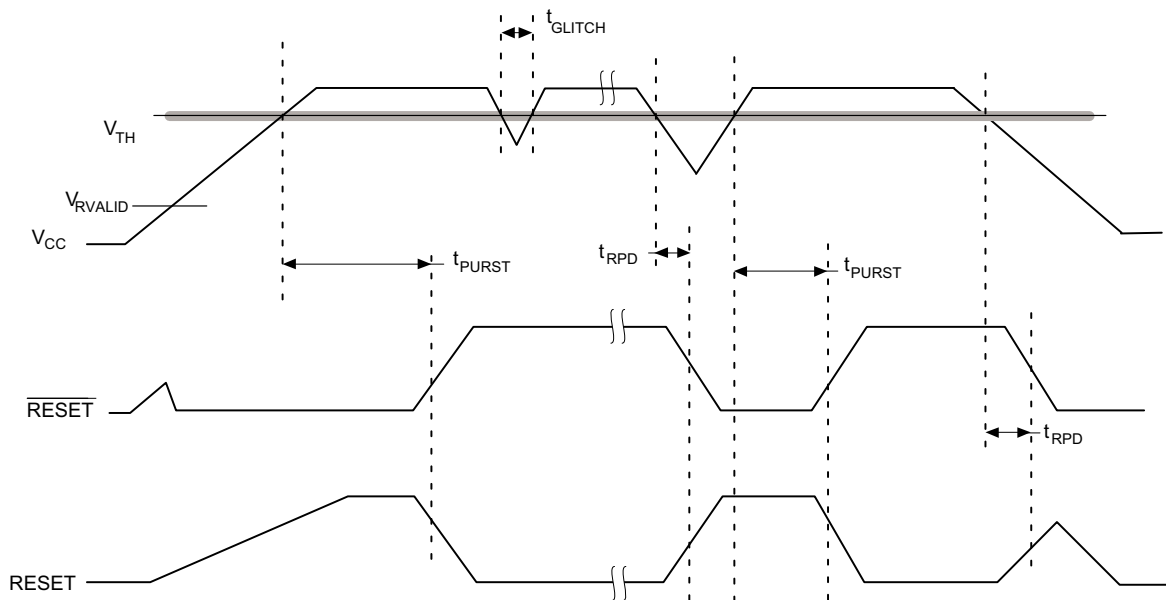 tGLITCH
VTH
VRVALID
VCC
tPURST
tRPD
tPURST
RESET
tRPD
RESET